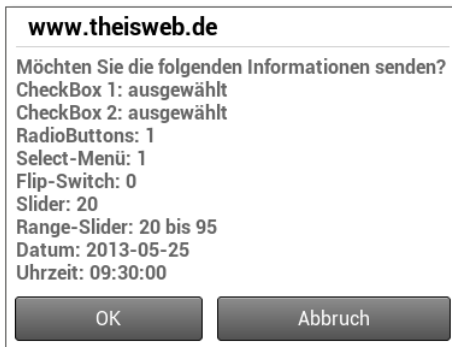 www.theisweb.de
Möchten Sie die folgenden Informationen senden?
CheckBox 1: ausgewählt
CheckBox 2: ausgewählt
RadioButtons: 1
Select-Menü: 1
Flip-Switch: 0
Slider: 20
Range-Slider: 20 bis 95
Datum: 2013-05-25
Uhrzeit: 09:30:00
OK Abbruch